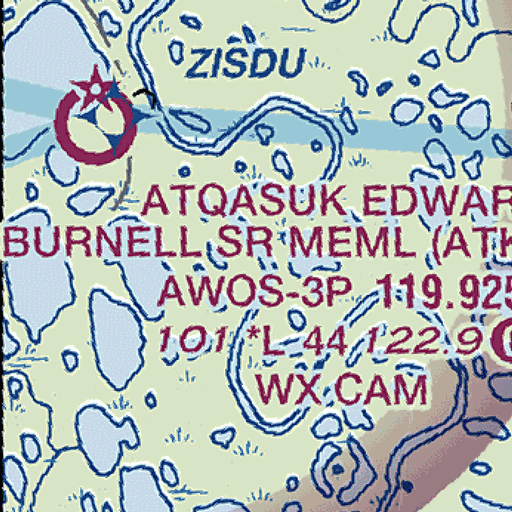 ZISDU
ATQASUK EDWAR
BURNELL SR MEML (ATK
AWOS-3P 119.925
101 *L 44 122.9 C
WX CAM